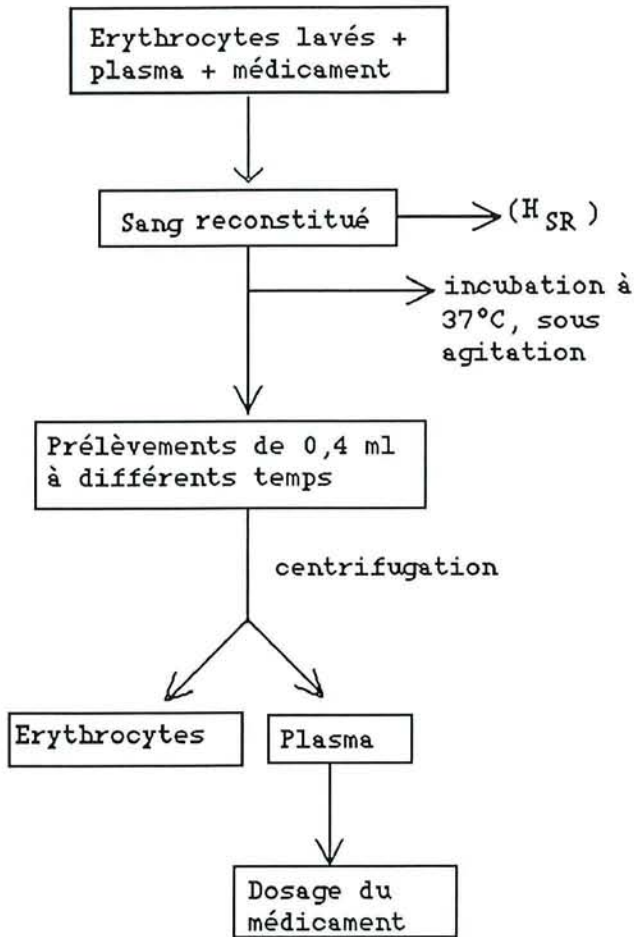 Erythrocytes lavés +
plasma + médicament
Sang reconstitué
(H SR )
incubation à
37°C, sous
agitation
Prélèvements de 0,4 ml
à différents temps
centrifugation
Erythrocytes
Plasma
Dosage du
médicament